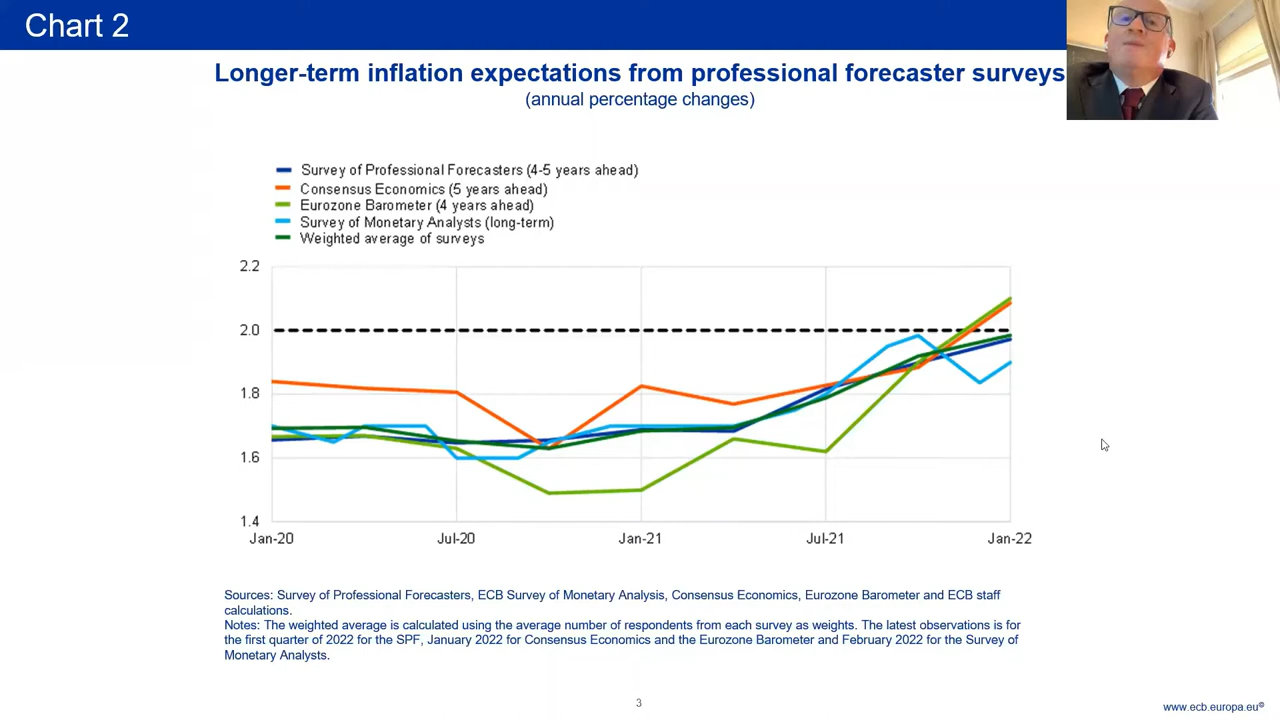 Chart 2
Longer-term inflation expectations from professional forecaster surveys
(annual percentage changes)
Survey of Professional Forecasters (4-5 years ahead)
Consensus Economics (5 years ahead)
Eurozone Barometer (4 years ahead)
Survey of Monetary Analysts (long-term)
Weighted average of surveys
2.2
2.0
1.8
1.6
1.4
Jan-20
Jul-20
Jan-21
Jul-21
Jan-22
Sources: Survey of Professional Forecasters, ECB Survey of Monetary Analysis, Consensus Economics, Eurozone Barometer and ECB staff
calculations.
Notes: The weighted average is calculated using the average number of respondents from each survey as weights. The latest observations is for
the first quarter of 2022 for the SPF, January 2022 for Consensus Economics and the Eurozone Barometer and February 2022 for the Survey of
Monetary Analysts.
3
www.ecb.europa.eu©